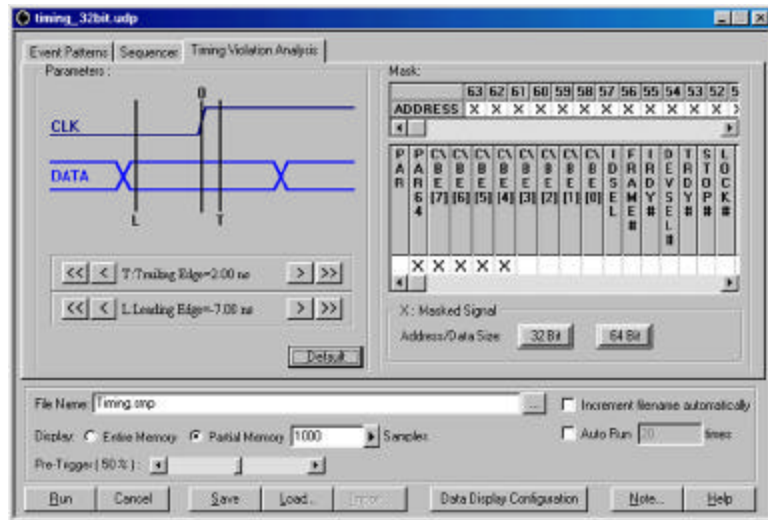 timing_32bit.udp
Event Patterns Sequencer Timing Violation Analysis
Parameters :
0
CLK
DATA
L T
<< < T:Trailing Edge=2.00 ns > >>
<< < L:Leading Edge=-7.00 ns > >>
Default
Mask:
63 62 61 60 59 58 57 56 55 54 53 52 5
ADDRESS X X X X X X X X X X X X
PAR PAR64 C\BE[7] C\BE[6] C\BE[5] C\BE[4] C\BE[3] C\BE[2] C\BE[1] C\BE[0] IDSEL FRAME# IRDY# DEVSEL# TRDY# STOP# LOCK#
X X X X X
X : Masked Signal
Address/Data Size: 32 Bit 64 Bit
File Name: Timing.smp ... Increment filename automatically
Display: Entire Memory Partial Memory 1000 Samples. Auto Run 20 times
Pre-Trigger ( 50 % ) :
Run Cancel Save Load... Data Display Configuration Note... Help